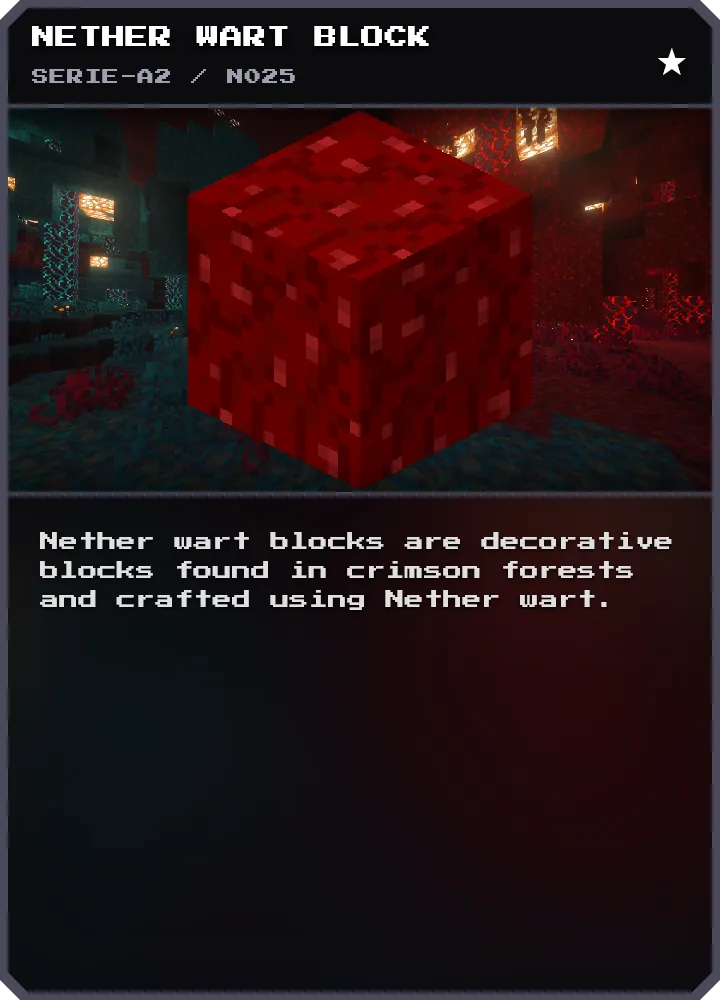 NETHER WART BLOCK
SERIE-A2 / N025
Nether wart blocks are decorative
blocks found in crimson forests
and crafted using Nether wart.